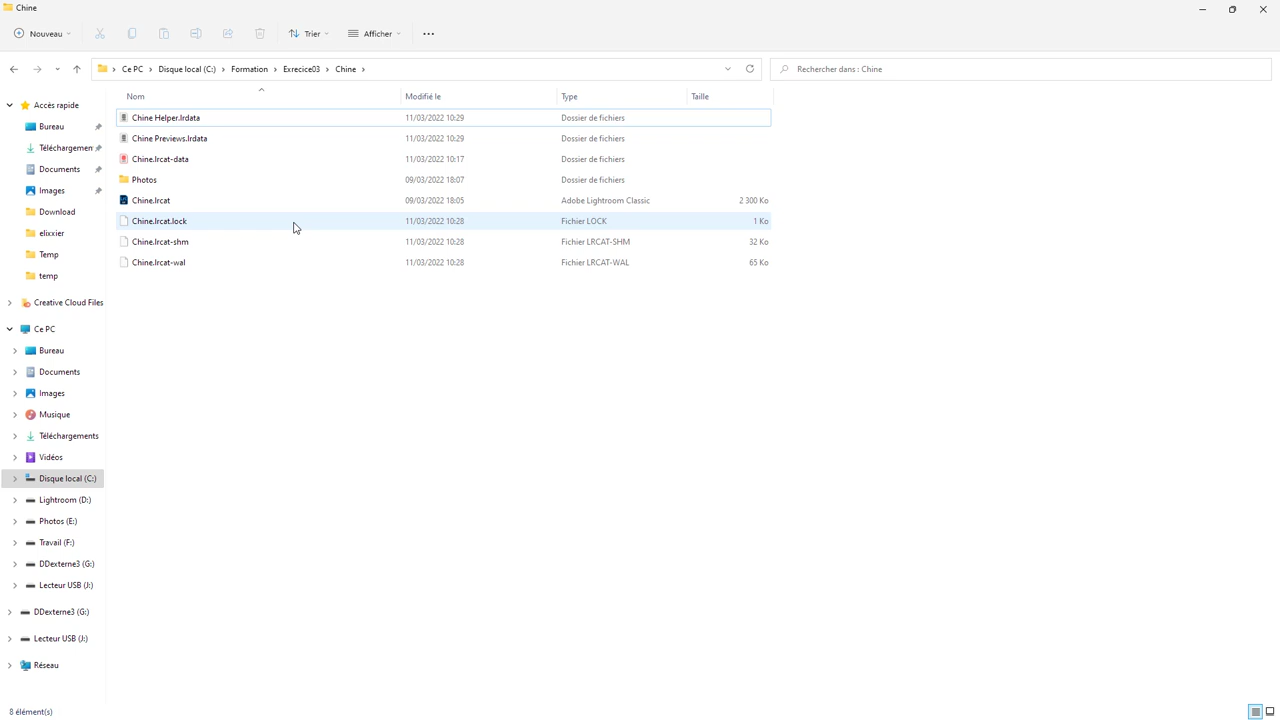 Chine
Nouveau Trier Afficher
Ce PC Disque local (C:) Formation Exrecice03 Chine Rechercher dans : Chine
Nom Modifié le Type Taille
Accès rapide
Bureau
Téléchargemen
Documents
Images
Download
elixxier
Temp
temp
Creative Cloud Files
Ce PC
Bureau
Documents
Images
Musique
Téléchargements
Vidéos
Disque local (C:)
Lightroom (D:)
Photos (E:)
Travail (F:)
DDexterne3 (G:)
Lecteur USB (J:)
DDexterne3 (G:)
Lecteur USB (J:)
Réseau
Chine Helper.lrdata 11/03/2022 10:29 Dossier de fichiers
Chine Previews.lrdata 11/03/2022 10:29 Dossier de fichiers
Chine.lrcat-data 11/03/2022 10:17 Dossier de fichiers
Photos 09/03/2022 18:07 Dossier de fichiers
Chine.lrcat 09/03/2022 18:05 Adobe Lightroom Classic 2 300 Ko
Chine.lrcat.lock 11/03/2022 10:28 Fichier LOCK 1 Ko
Chine.lrcat-shm 11/03/2022 10:28 Fichier LRCAT-SHM 32 Ko
Chine.lrcat-wal 11/03/2022 10:28 Fichier LRCAT-WAL 65 Ko
8 élément(s)